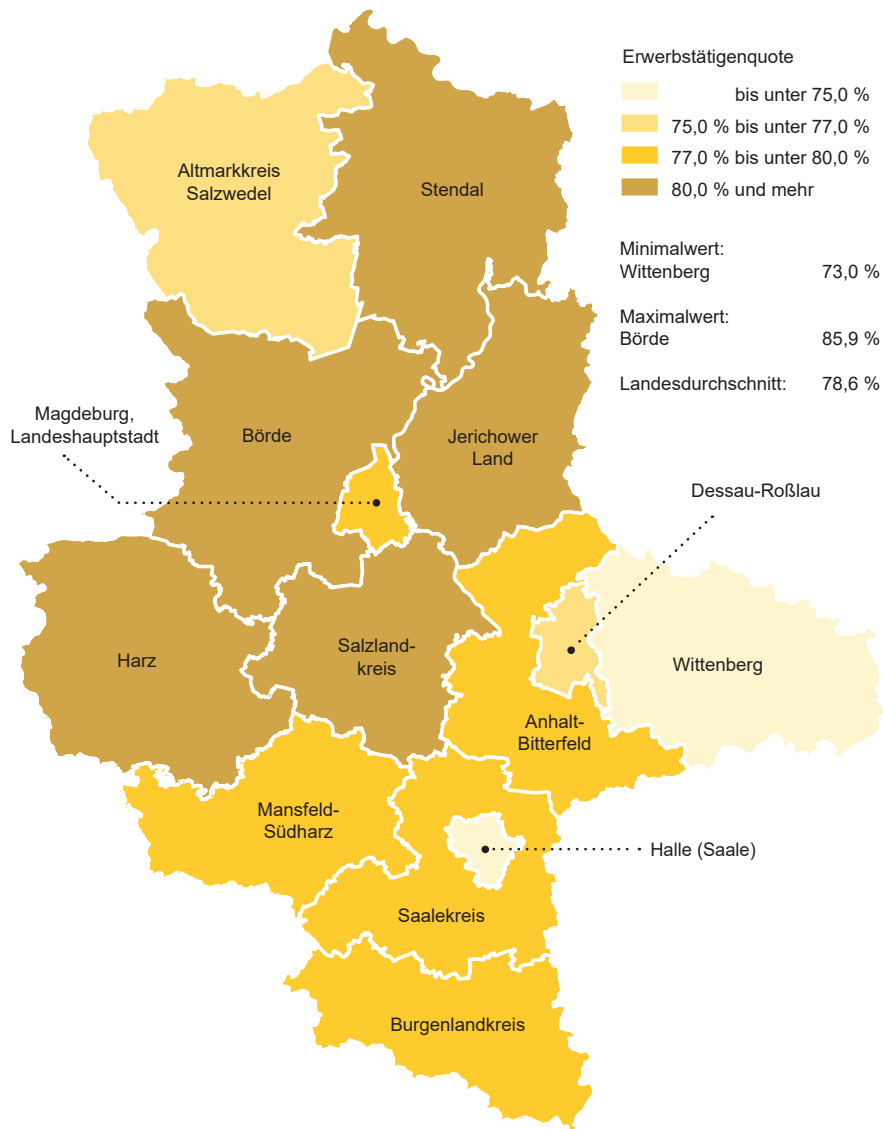 Erwerbstätigenquote
bis unter 75,0 %
75,0 % bis unter 77,0 %
77,0 % bis unter 80,0 %
80,0 % und mehr
Minimalwert:
Wittenberg 73,0 %
Maximalwert:
Börde 85,9 %
Landesdurchschnitt: 78,6 %
Altmarkkreis
Salzwedel
Stendal
Magdeburg,
Landeshauptstadt
Börde
Jerichower
Land
Dessau-Roßlau
Harz
Salzland-
kreis
Wittenberg
Anhalt-
Bitterfeld
Mansfeld-
Südharz
Halle (Saale)
Saalekreis
Burgenlandkreis